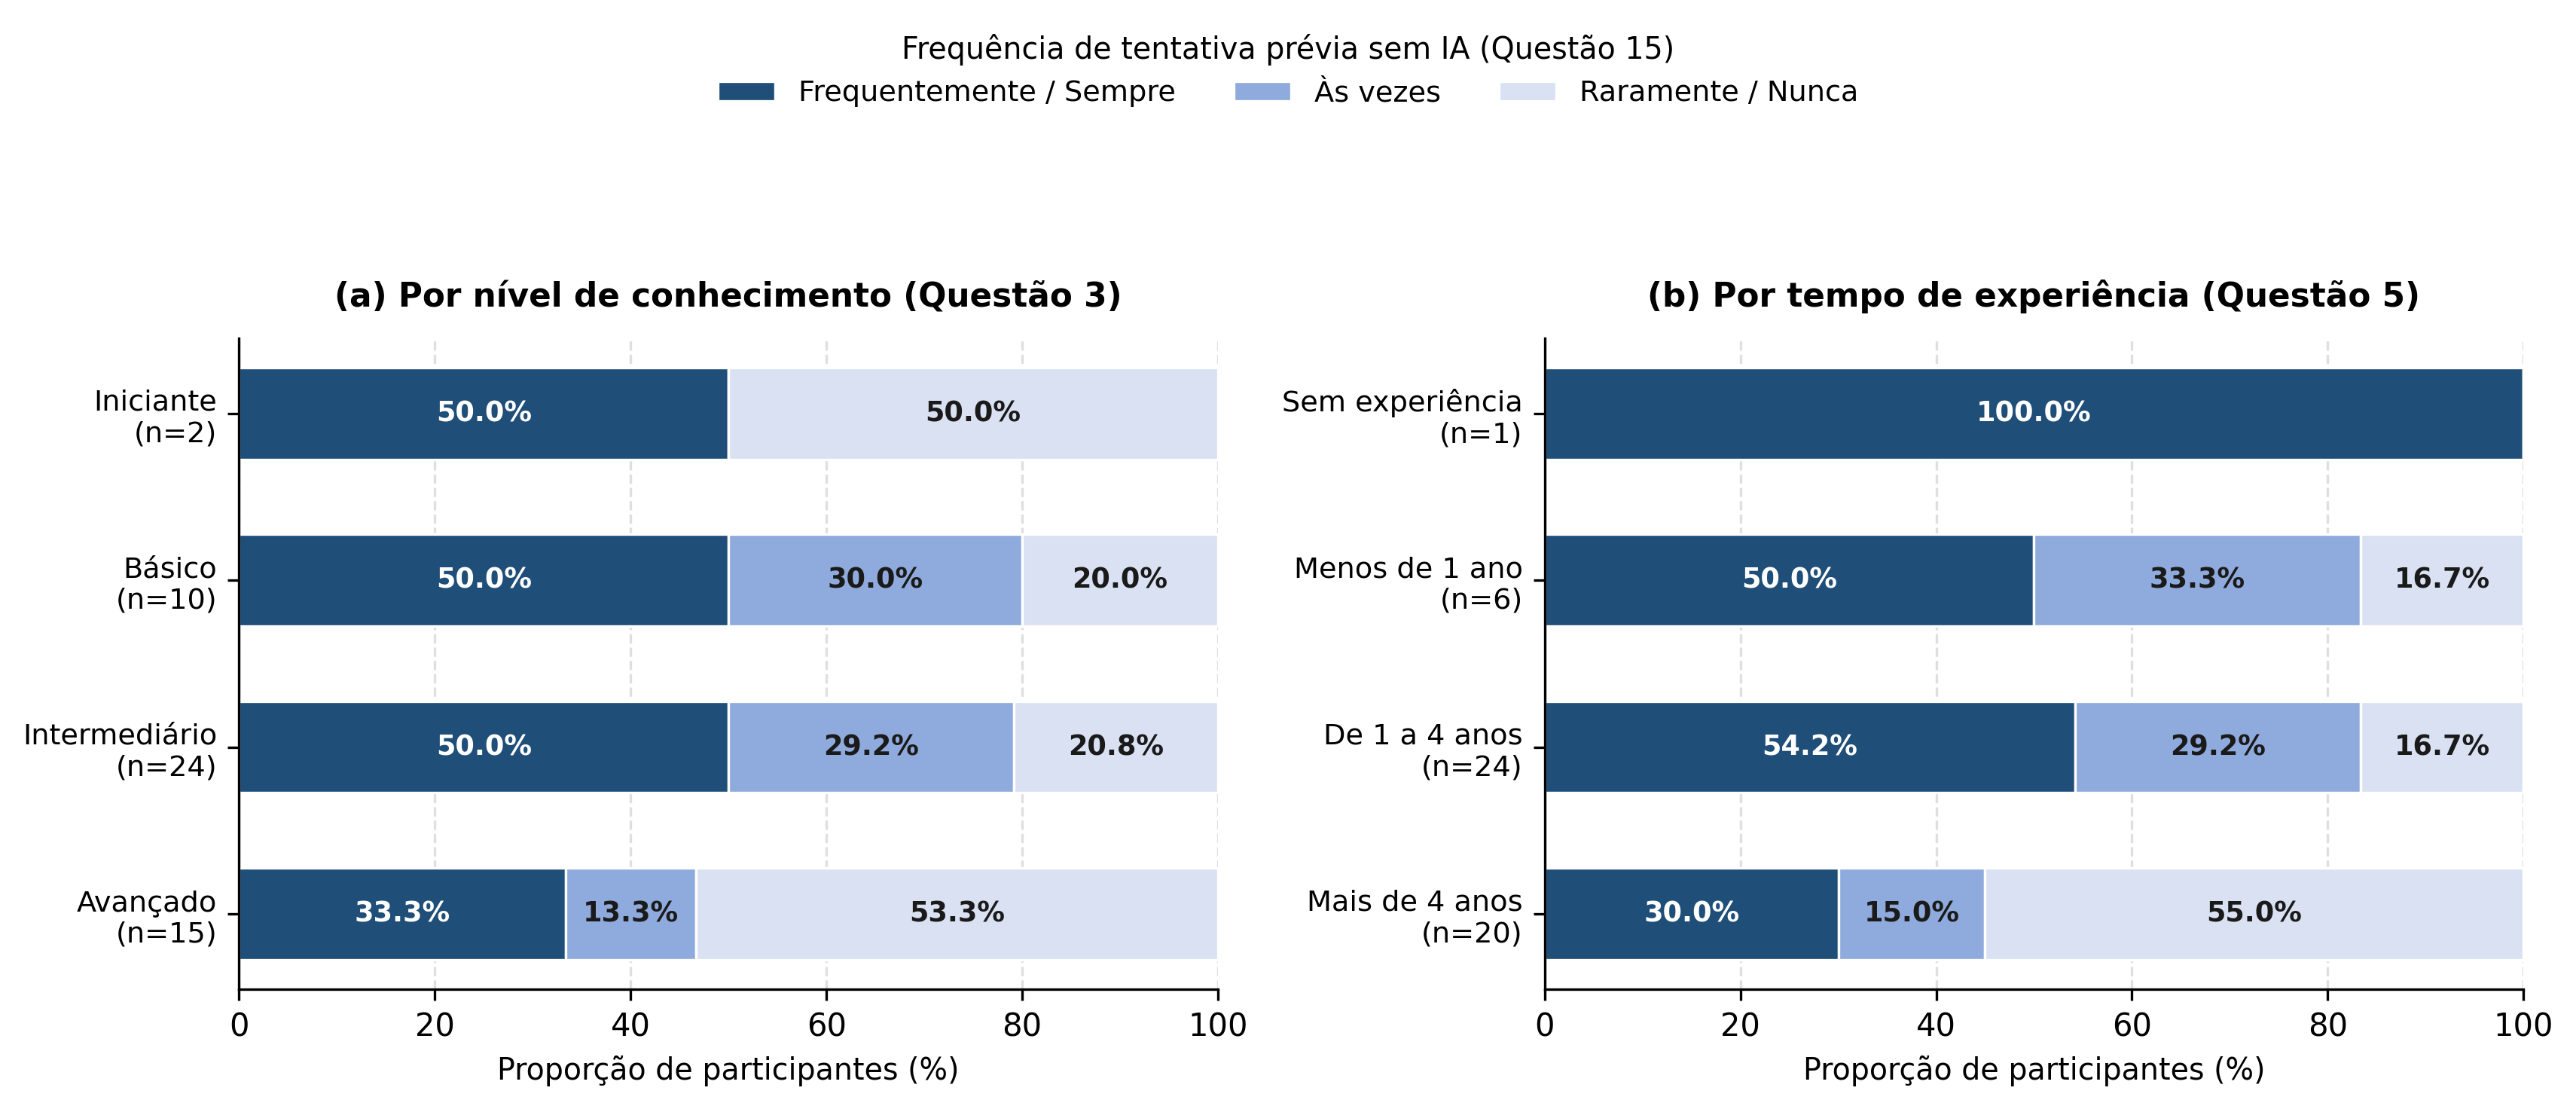 Frequência de tentativa prévia sem IA (Questão 15)
Frequentemente / Sempre
Às vezes
Raramente / Nunca
(a) Por nível de conhecimento (Questão 3)
Iniciante
(n=2)
50.0%
50.0%
Básico
(n=10)
50.0%
30.0%
20.0%
Intermediário
(n=24)
50.0%
29.2%
20.8%
Avançado
(n=15)
33.3%
13.3%
53.3%
0
20
40
60
80
100
Proporção de participantes (%)
(b) Por tempo de experiência (Questão 5)
Sem experiência
(n=1)
100.0%
Menos de 1 ano
(n=6)
50.0%
33.3%
16.7%
De 1 a 4 anos
(n=24)
54.2%
29.2%
16.7%
Mais de 4 anos
(n=20)
30.0%
15.0%
55.0%
0
20
40
60
80
100
Proporção de participantes (%)